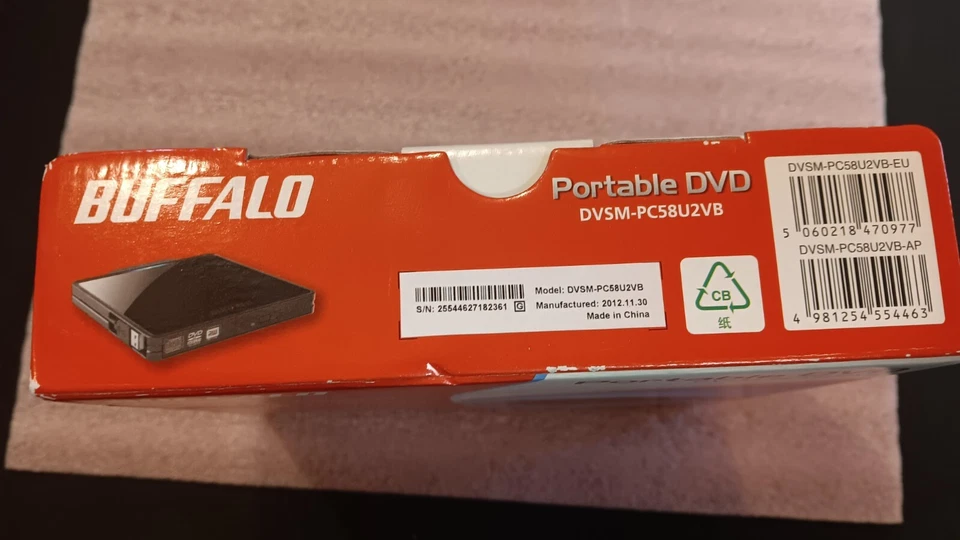 BUFFALO
Portable DVD
DVSM-PC58U2VB
DVD
S/N: 25544627182361 G
Model: DVSM-PC58U2VB
Manufactured: 2012.11.30
Made in China
CB
纸
DVSM-PC58U2VB-EU
5 060218 470977
DVSM-PC58U2VB-AP
4 981254 554463